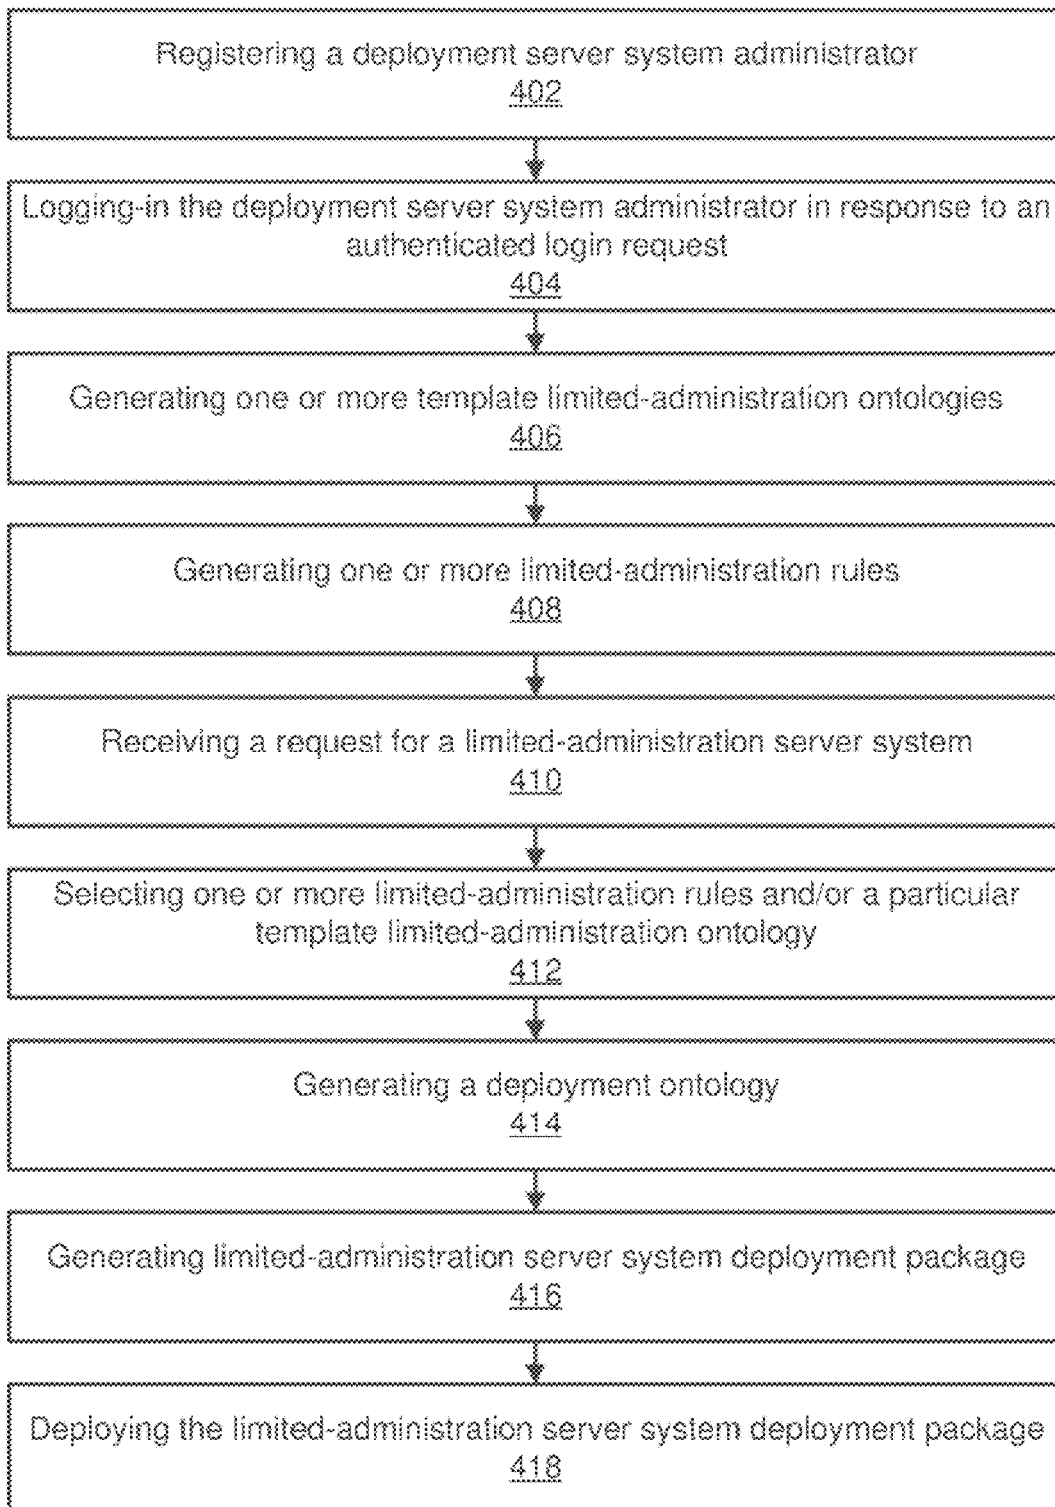 Registering a deployment server system administrator
402
Logging-in the deployment server system administrator in response to an
authenticated login request
404
Generating one or more template limited-administration ontologies
406
Generating one or more limited-administration rules
408
Receiving a request for a limited-administration server system
410
Selecting one or more limited-administration rules and/or a particular
template limited-administration ontology
412
Generating a deployment ontology
414
Generating limited-administration server system deployment package
416
Deploying the limited-administration server system deployment package
418